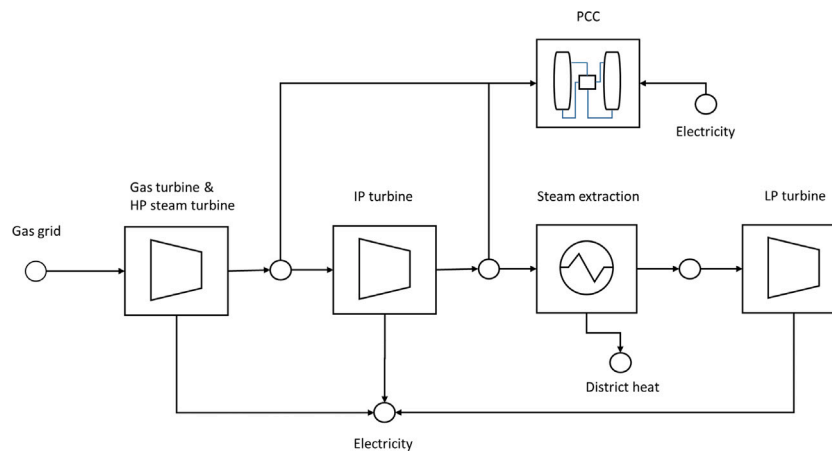 PCC
Electricity
Gas turbine &
HP steam turbine
IP turbine
Steam extraction
LP turbine
Gas grid
District heat
Electricity